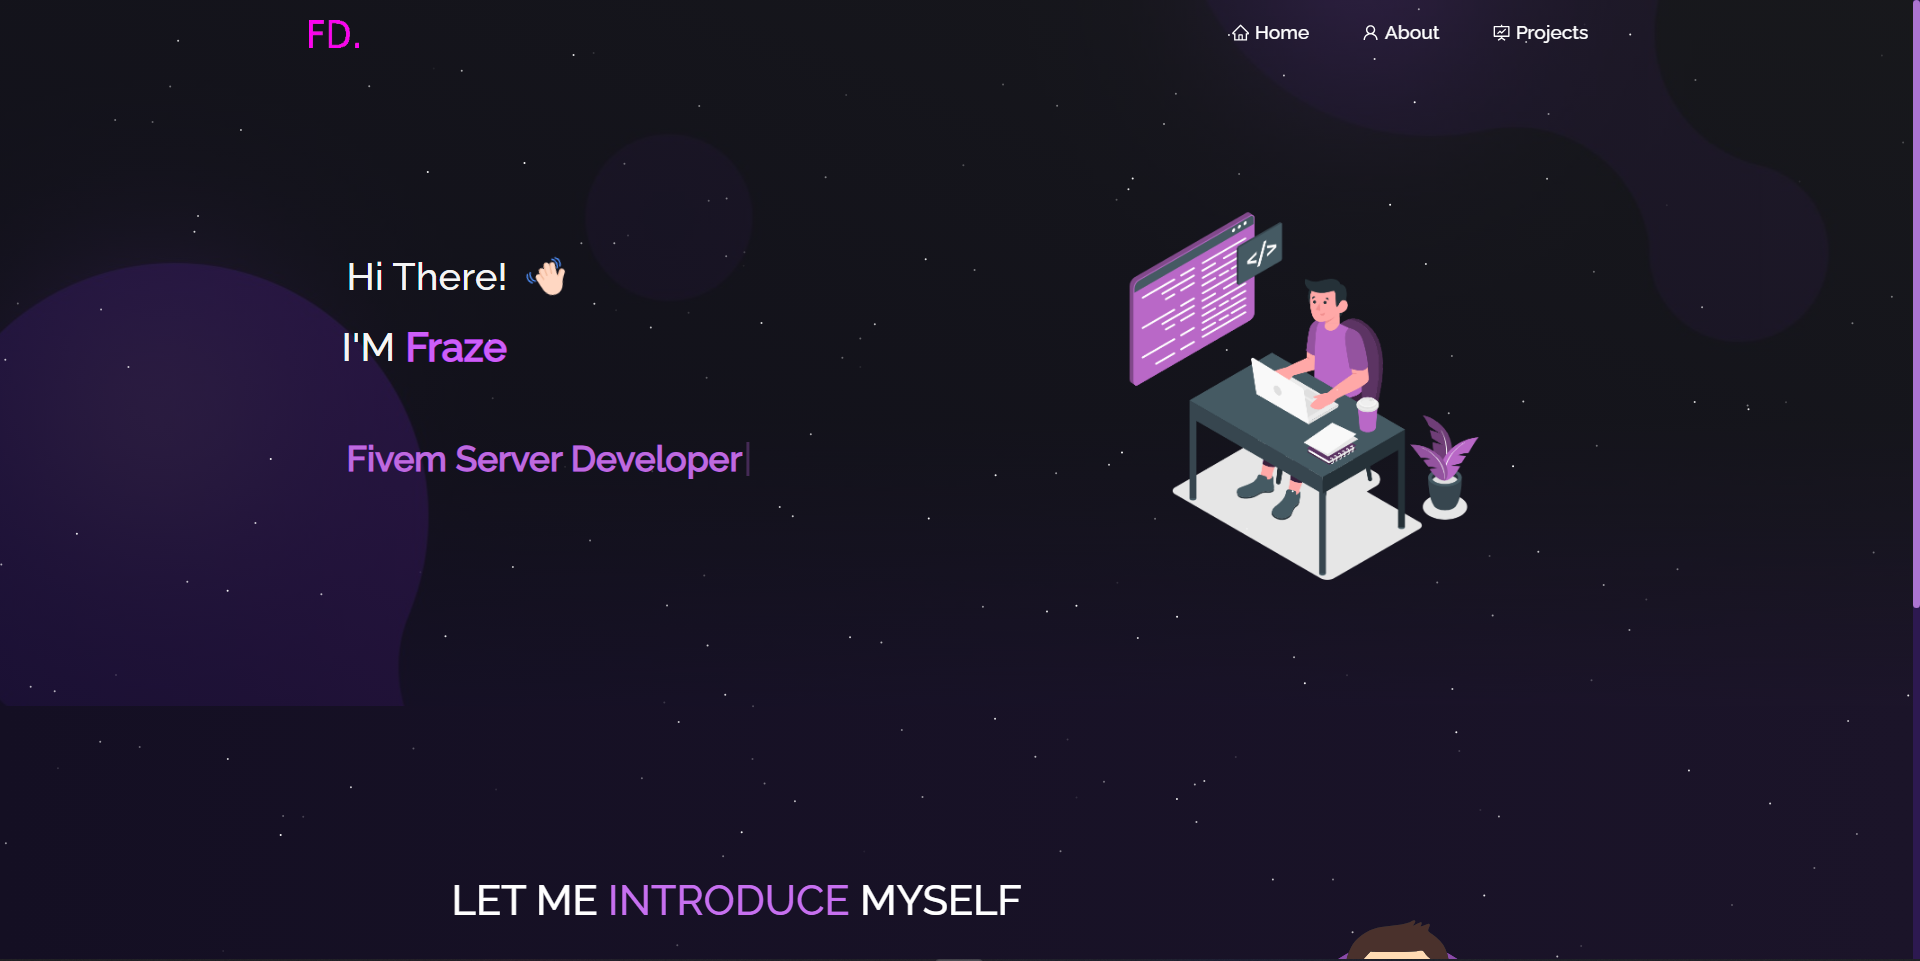 FD.
Home
About
Projects
Hi There!
I'M Fraze
Fivem Server Developer
</>
LET ME INTRODUCE MYSELF